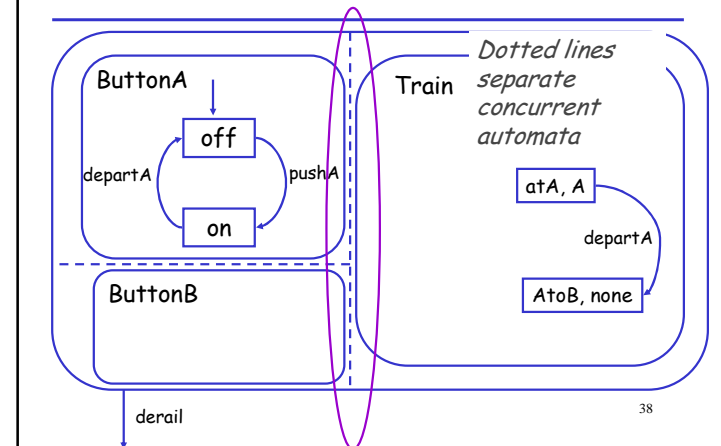 ButtonA
off
departA
pushA
on
ButtonB
Train
Dotted lines
separate
concurrent
automata
atA, A
departA
AtoB, none
derail
38